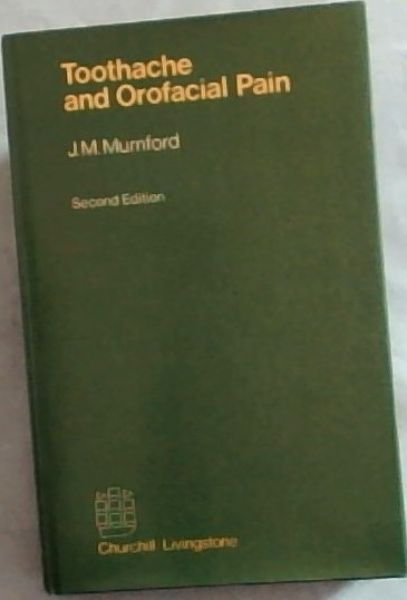 Toothache
and Orofacial Pain
J.M. Mumford
Second Edition
Churchill Livingstone